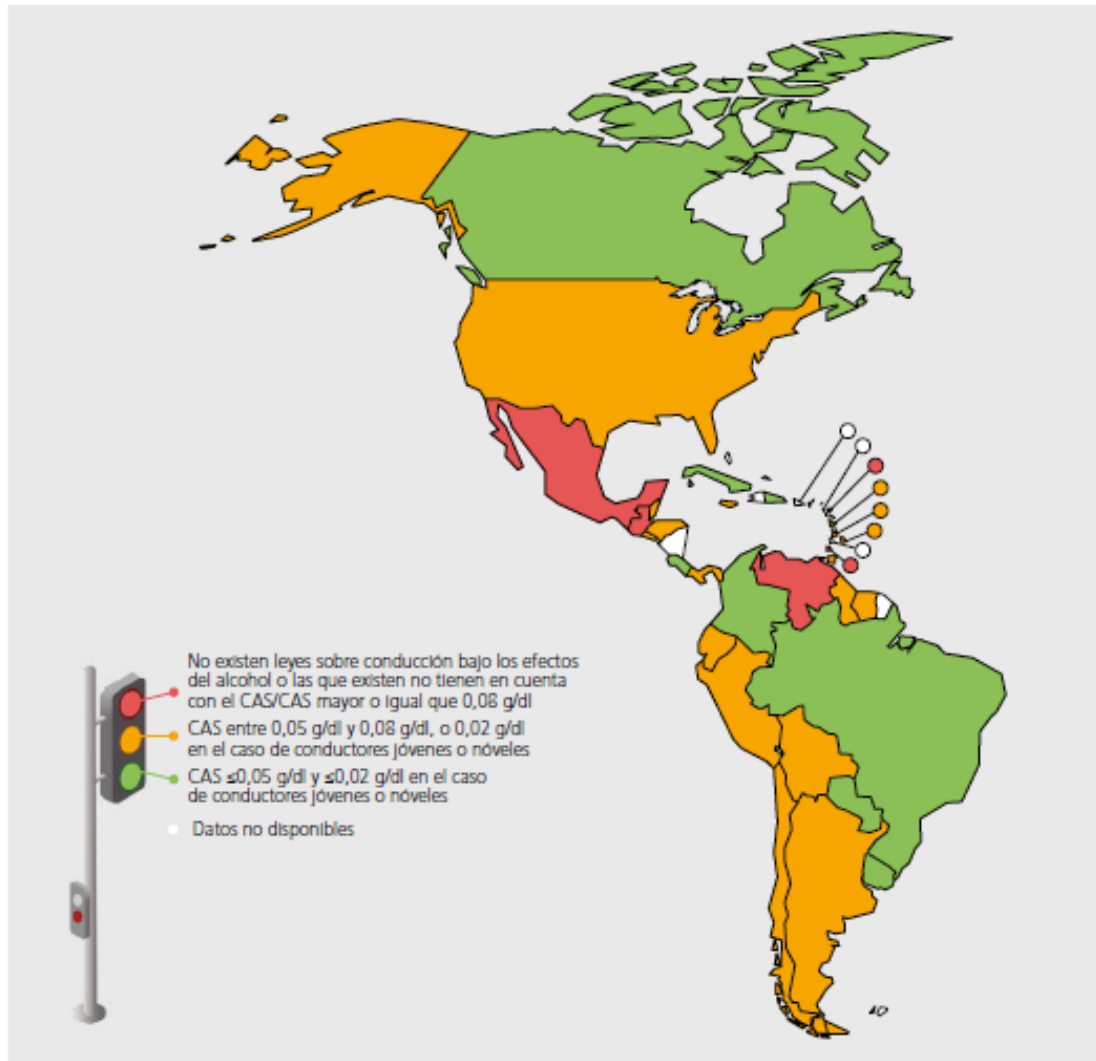 No existen leyes sobre conducción bajo los efectos
del alcohol o las que existen no tienen en cuenta
con el CAS/CAS mayor o igual que 0,08 g/dl
CAS entre 0,05 g/dl y 0,08 g/dl, o 0,02 g/dl
en el caso de conductores jóvenes o nóveles
CAS ≤0,05 g/dl y ≤0,02 g/dl en el caso
de conductores jóvenes o nóveles
Datos no disponibles